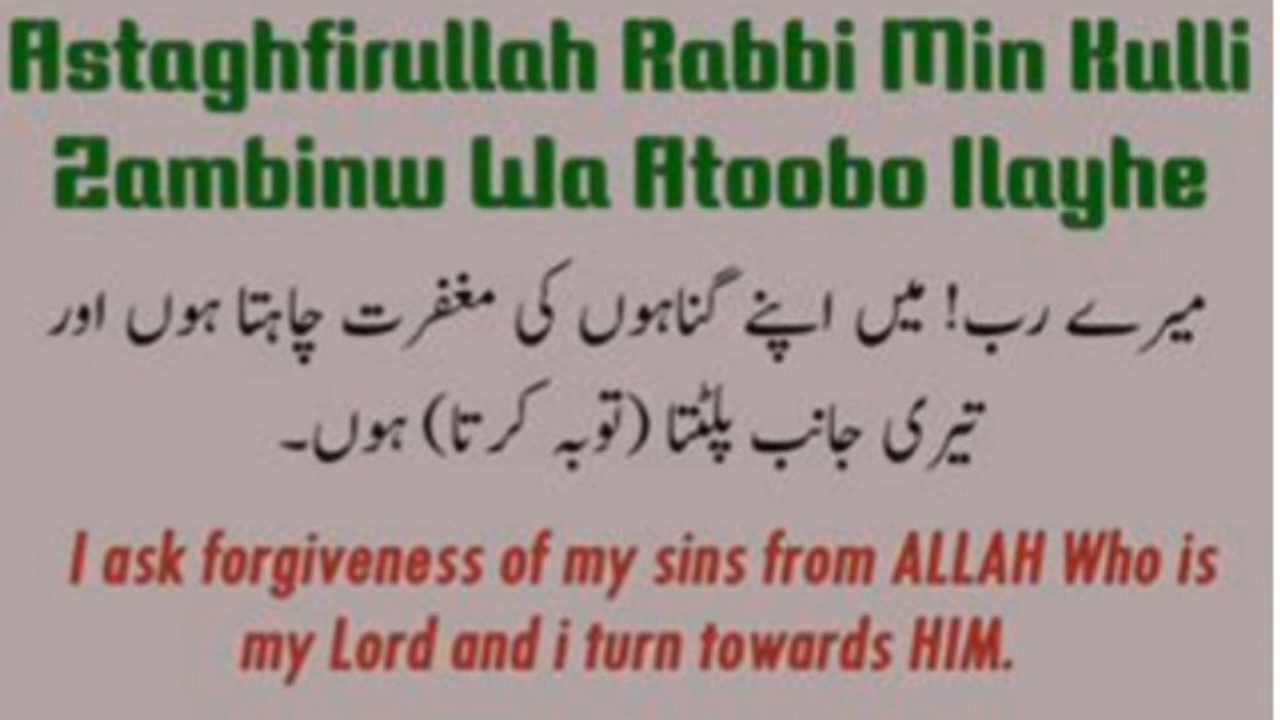 Astaghfirullah Rabbi Min Kulli
Zambinw Wa Atoobo Ilayhe
میرے رب! میں اپنے گناہوں کی مغفرت چاہتا ہوں اور
تیری جانب پلٹتا (توبہ کرتا) ہوں۔
I ask forgiveness of my sins from ALLAH Who is
my Lord and i turn towards HIM.